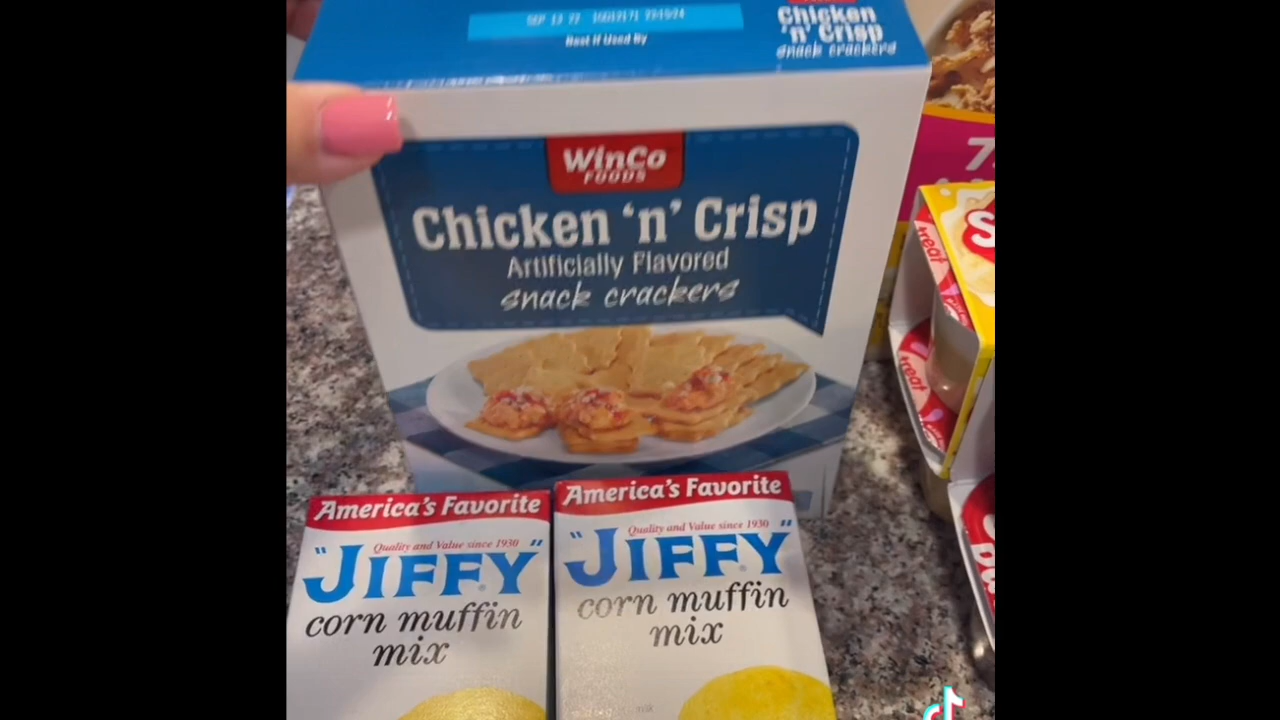 Best If Used By
Chicken
'n' Crisp
snack crackers
WinCo
FOODS
Chicken 'n' Crisp
Artificially Flavored
snack crackers
treat
treat
America's Favorite
Quality and Value since 1930
"JIFFY"
corn muffin
mix
America's Favorite
Quality and Value since 1930
"JIFFY"
corn muffin
mix